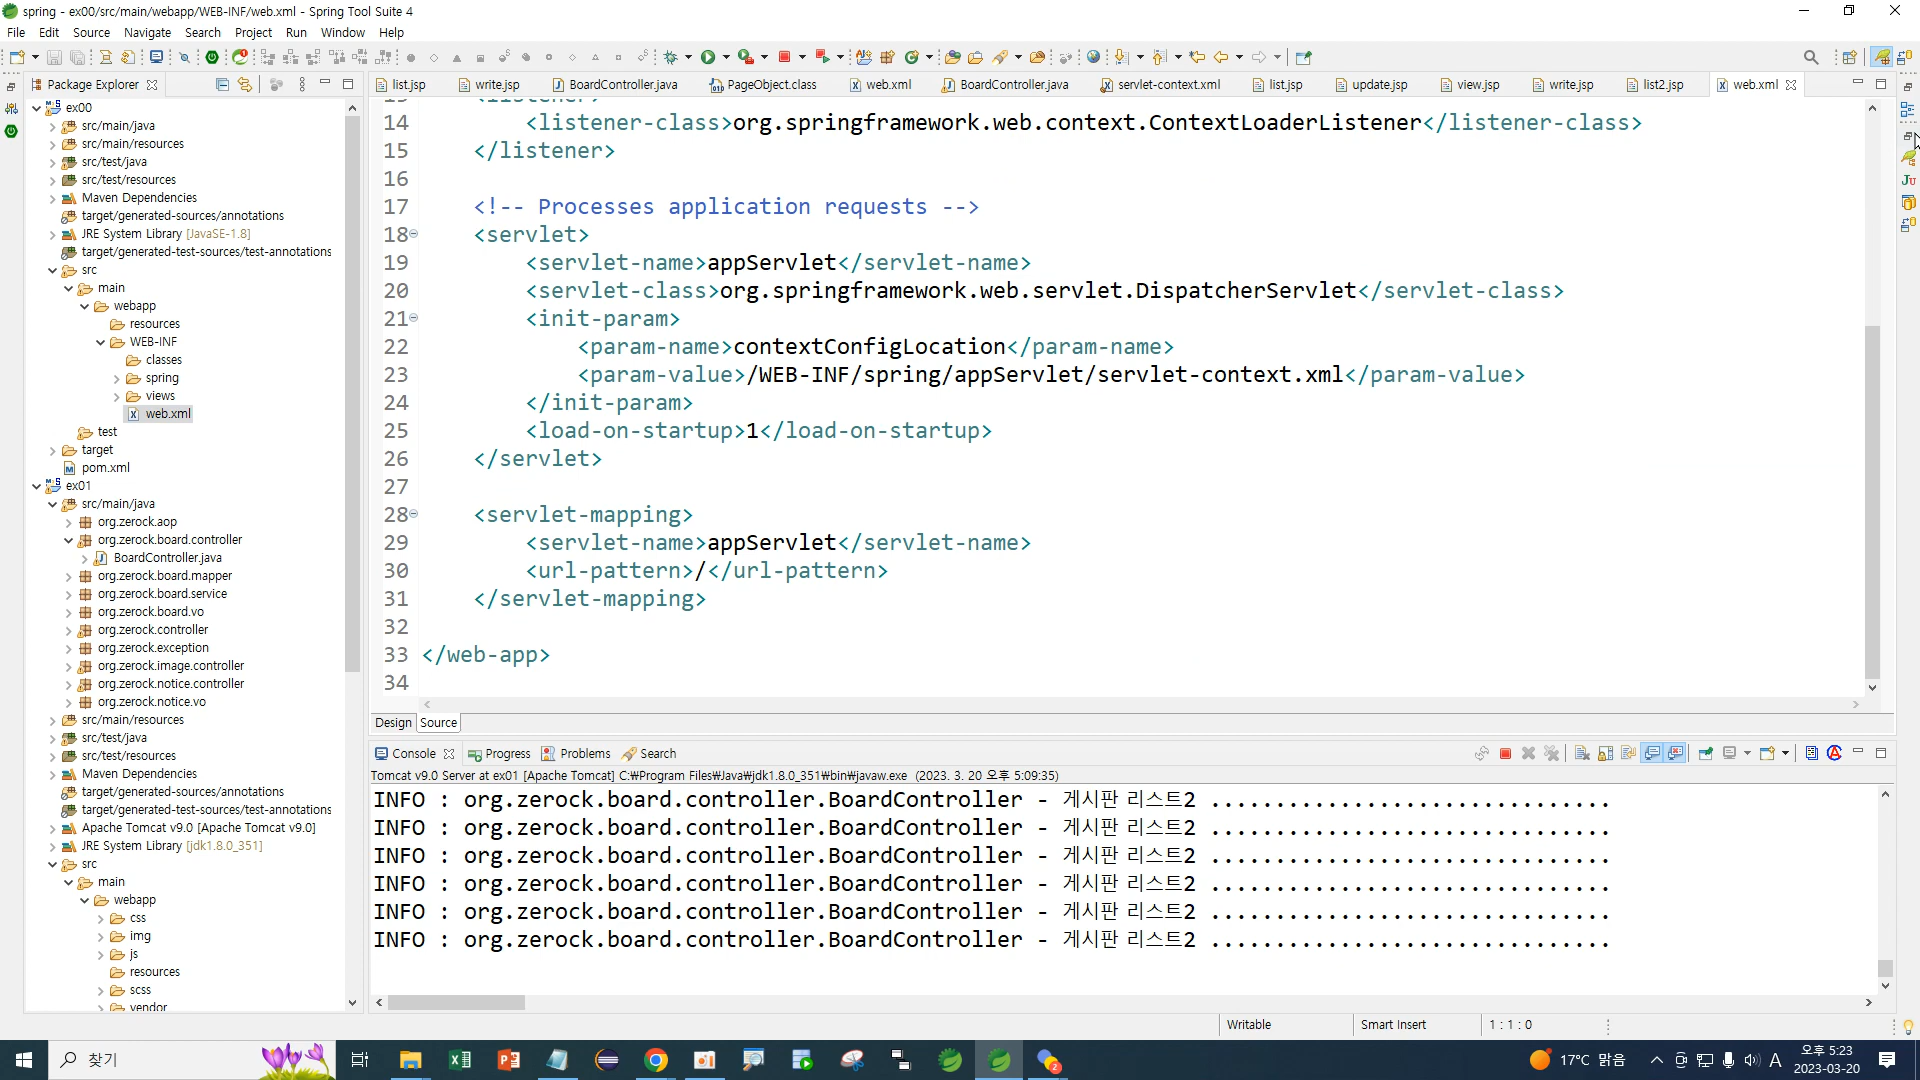 spring - ex00/src/main/webapp/WEB-INF/web.xml - Spring Tool Suite 4
File Edit Source Navigate Search Project Run Window Help
Package Explorer
list.jsp write.jsp BoardController.java PageObject.class web.xml BoardController.java servlet-context.xml list.jsp update.jsp view.jsp write.jsp list2.jsp web.xml
ex00
src/main/java
src/main/resources
src/test/java
src/test/resources
Maven Dependencies
target/generated-sources/annotations
JRE System Library [JavaSE-1.8]
target/generated-test-sources/test-annotations
src
main
webapp
resources
WEB-INF
classes
spring
views
web.xml
test
target
pom.xml
ex01
src/main/java
org.zerock.aop
org.zerock.board.controller
BoardController.java
org.zerock.board.mapper
org.zerock.board.service
org.zerock.board.vo
org.zerock.controller
org.zerock.exception
org.zerock.image.controller
org.zerock.notice.controller
org.zerock.notice.vo
src/main/resources
src/test/java
src/test/resources
Maven Dependencies
target/generated-sources/annotations
target/generated-test-sources/test-annotations
Apache Tomcat v9.0 [Apache Tomcat v9.0]
JRE System Library [jdk1.8.0_351]
src
main
webapp
css
img
js
resources
scss
vendor
13 <listener>
14 <listener-class>org.springframework.web.context.ContextLoaderListener</listener-class>
15 </listener>
16
17 <!-- Processes application requests -->
18 <servlet>
19 <servlet-name>appServlet</servlet-name>
20 <servlet-class>org.springframework.web.servlet.DispatcherServlet</servlet-class>
21 <init-param>
22 <param-name>contextConfigLocation</param-name>
23 <param-value>/WEB-INF/spring/appServlet/servlet-context.xml</param-value>
24 </init-param>
25 <load-on-startup>1</load-on-startup>
26 </servlet>
27
28 <servlet-mapping>
29 <servlet-name>appServlet</servlet-name>
30 <url-pattern>/</url-pattern>
31 </servlet-mapping>
32
33 </web-app>
34
Design Source
Console Progress Problems Search
Tomcat v9.0 Server at ex01 [Apache Tomcat] C:₩Program Files₩Java₩jdk1.8.0_351₩bin₩javaw.exe (2023. 3. 20 오후 5:09:35)
INFO : org.zerock.board.controller.BoardController - 게시판 리스트2 ...............................
INFO : org.zerock.board.controller.BoardController - 게시판 리스트2 ...............................
INFO : org.zerock.board.controller.BoardController - 게시판 리스트2 ...............................
INFO : org.zerock.board.controller.BoardController - 게시판 리스트2 ...............................
INFO : org.zerock.board.controller.BoardController - 게시판 리스트2 ...............................
INFO : org.zerock.board.controller.BoardController - 게시판 리스트2 ...............................
Writable Smart Insert 1 : 1 : 0
찾기
17°C 맑음
A
오후 5:23
2023-03-20